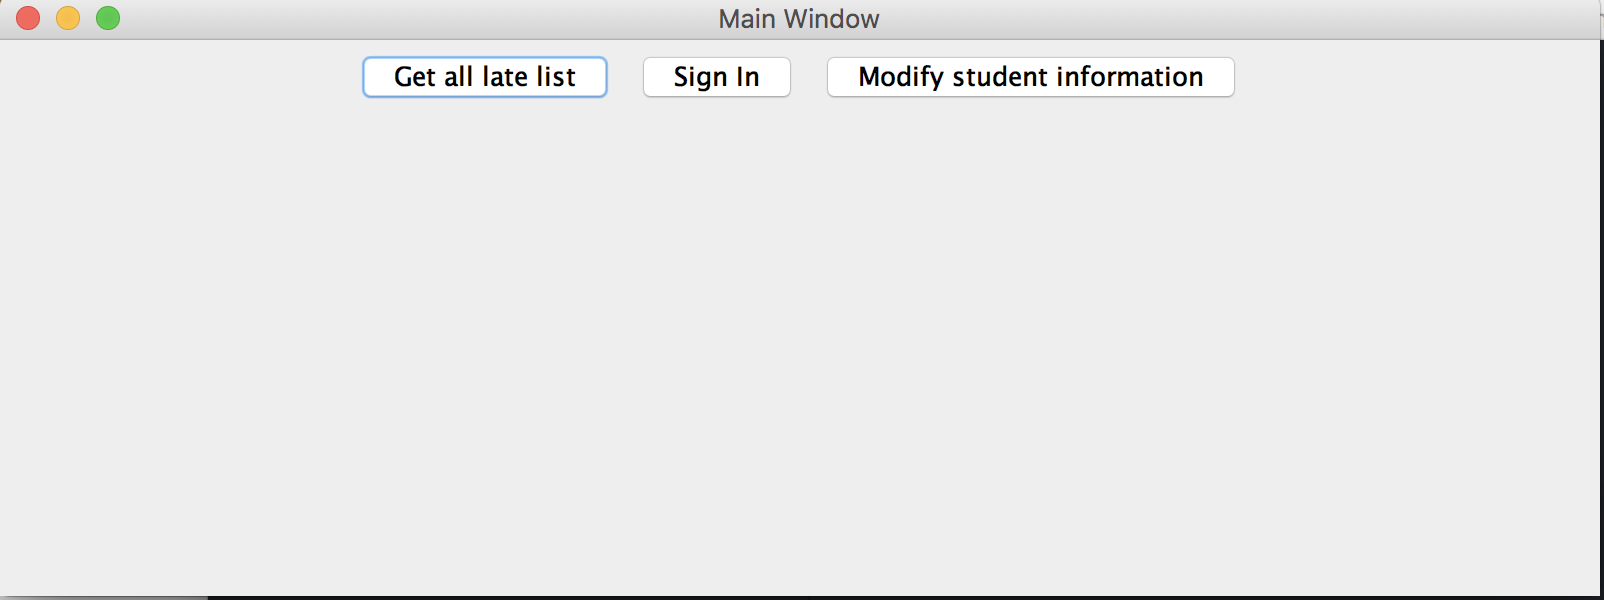 Main Window
Get all late list Sign In Modify student information